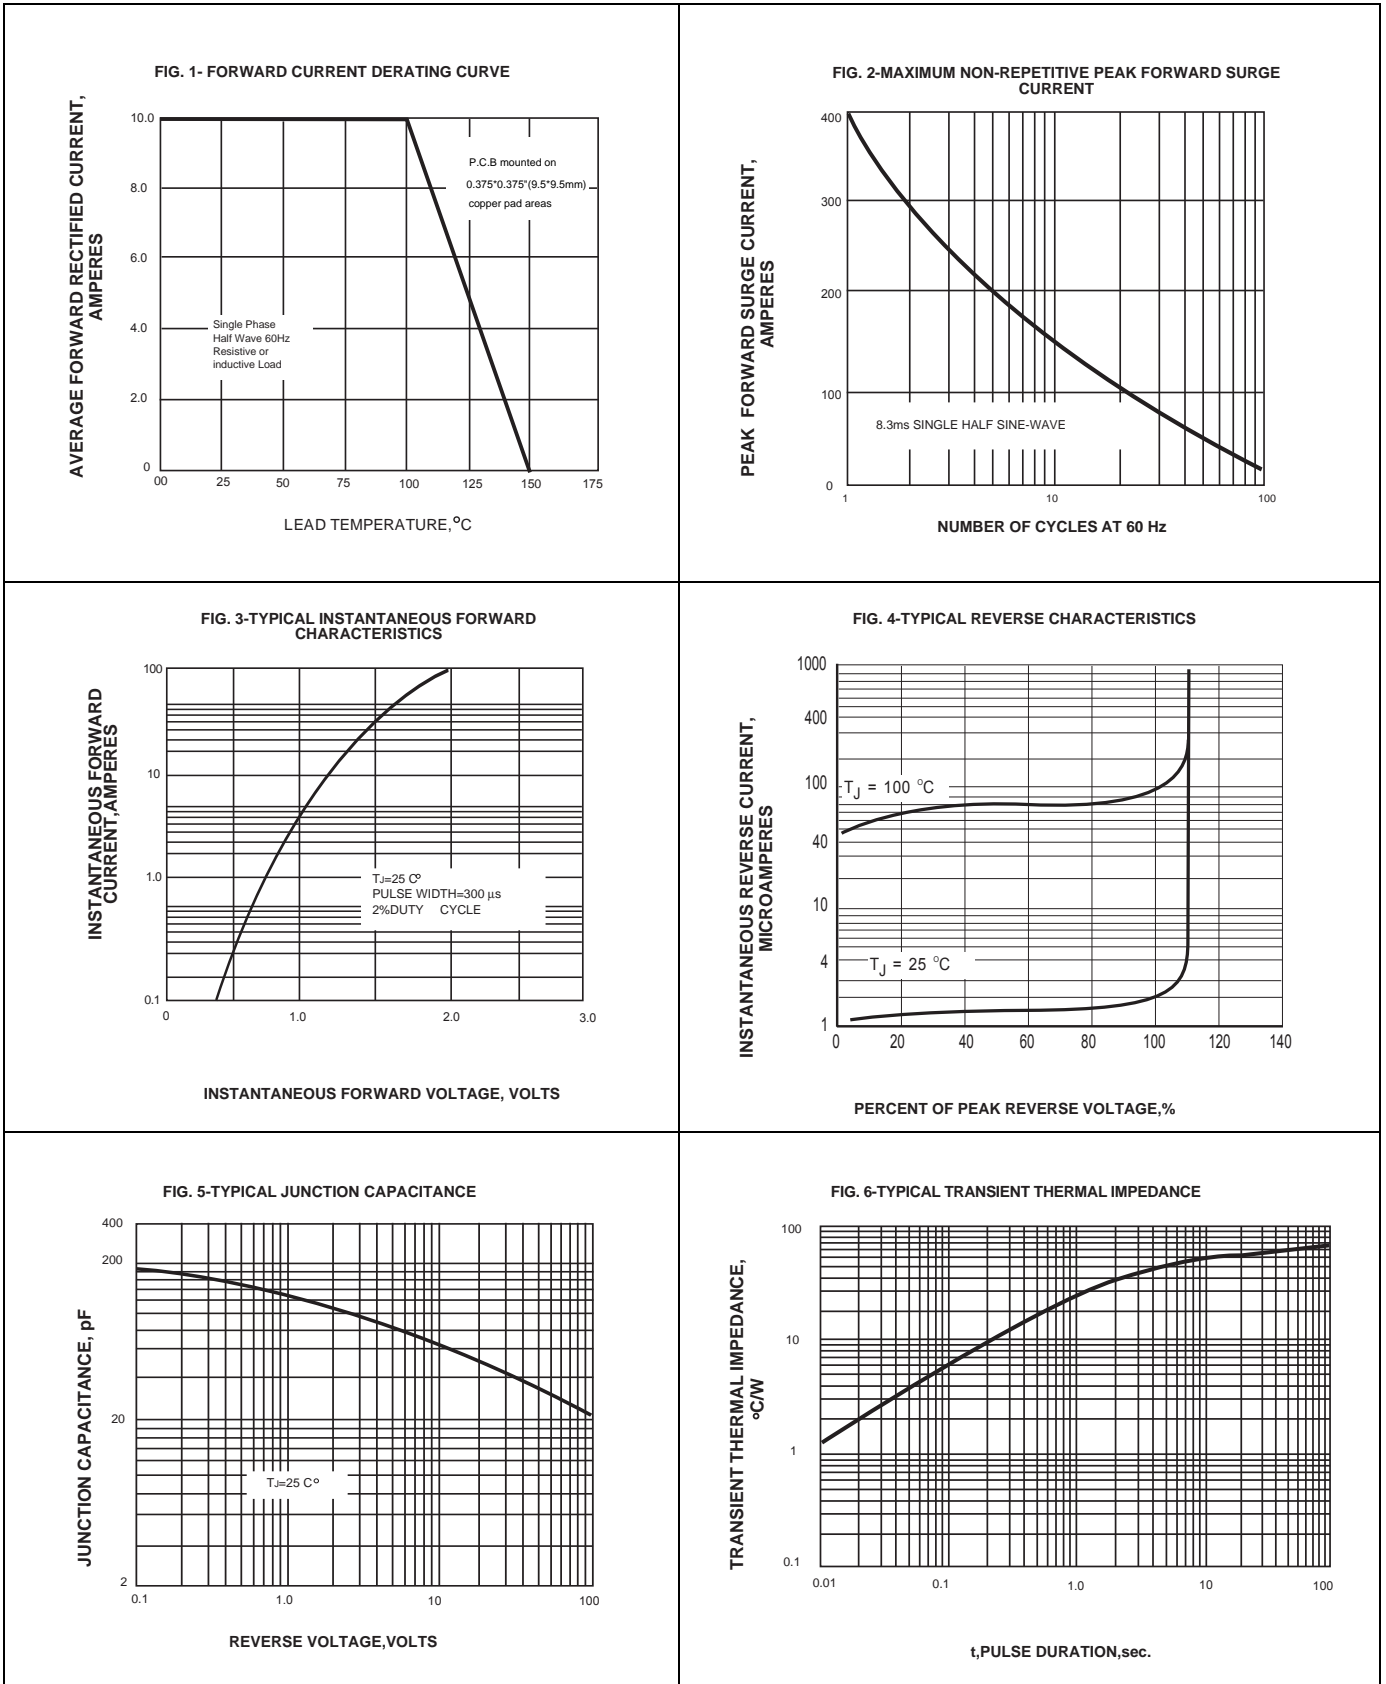 FIG. 1- FORWARD CURRENT DERATING CURVE
AVERAGE FORWARD RECTIFIED CURRENT,
AMPERES
10.0
8.0
6.0
4.0
2.0
0
P.C.B mounted on
0.375*0.375"(9.5*9.5mm)
copper pad areas
Single Phase
Half Wave 60Hz
Resistive or
inductive Load
00 25 50 75 100 125 150 175
LEAD TEMPERATURE,°C
FIG. 2-MAXIMUM NON-REPETITIVE PEAK FORWARD SURGE
CURRENT
PEAK FORWARD SURGE CURRENT,
AMPERES
400
300
200
100
0
8.3ms SINGLE HALF SINE-WAVE
1 10 100
NUMBER OF CYCLES AT 60 Hz
FIG. 3-TYPICAL INSTANTANEOUS FORWARD
CHARACTERISTICS
INSTANTANEOUS FORWARD
CURRENT,AMPERES
100
10
1.0
0.1
TJ=25 C°
PULSE WIDTH=300 µs
2%DUTY CYCLE
0 1.0 2.0 3.0
INSTANTANEOUS FORWARD VOLTAGE, VOLTS
FIG. 4-TYPICAL REVERSE CHARACTERISTICS
INSTANTANEOUS REVERSE CURRENT,
MICROAMPERES
1000
400
100
40
10
4
1
TJ = 100 °C
TJ = 25 °C
0 20 40 60 80 100 120 140
PERCENT OF PEAK REVERSE VOLTAGE,%
FIG. 5-TYPICAL JUNCTION CAPACITANCE
JUNCTION CAPACITANCE, pF
400
200
20
2
TJ=25 C°
0.1 1.0 10 100
REVERSE VOLTAGE,VOLTS
FIG. 6-TYPICAL TRANSIENT THERMAL IMPEDANCE
TRANSIENT THERMAL IMPEDANCE,
°C/W
100
10
1
0.1
0.01 0.1 1.0 10 100
t,PULSE DURATION,sec.